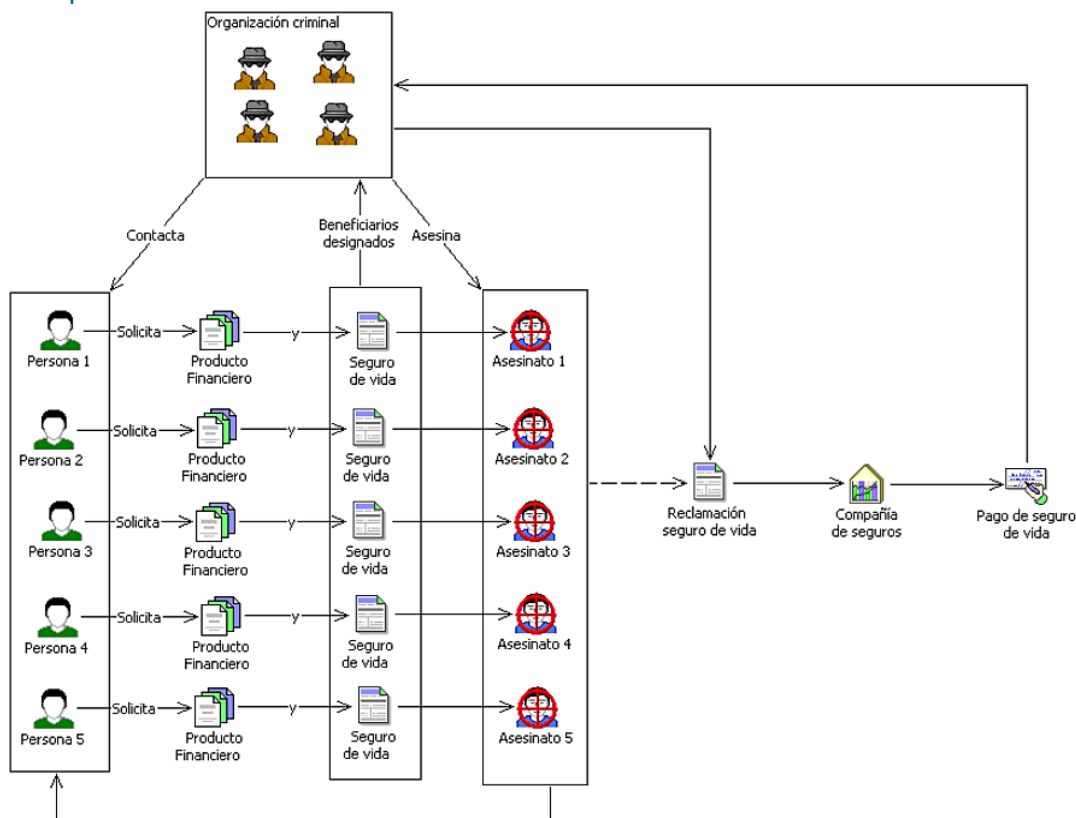 Organización criminal
Contacta
Beneficiarios
designados
Asesina
Solicita
y
Persona 1
Producto
Financiero
Seguro
de vida
Asesinato 1
Solicita
y
Persona 2
Producto
Financiero
Seguro
de vida
Asesinato 2
Solicita
y
Persona 3
Producto
Financiero
Seguro
de vida
Asesinato 3
Solicita
y
Persona 4
Producto
Financiero
Seguro
de vida
Asesinato 4
Solicita
y
Persona 5
Producto
Financiero
Seguro
de vida
Asesinato 5
Reclamación
seguro de vida
Compañía
de seguros
Pago de seguro
de vida